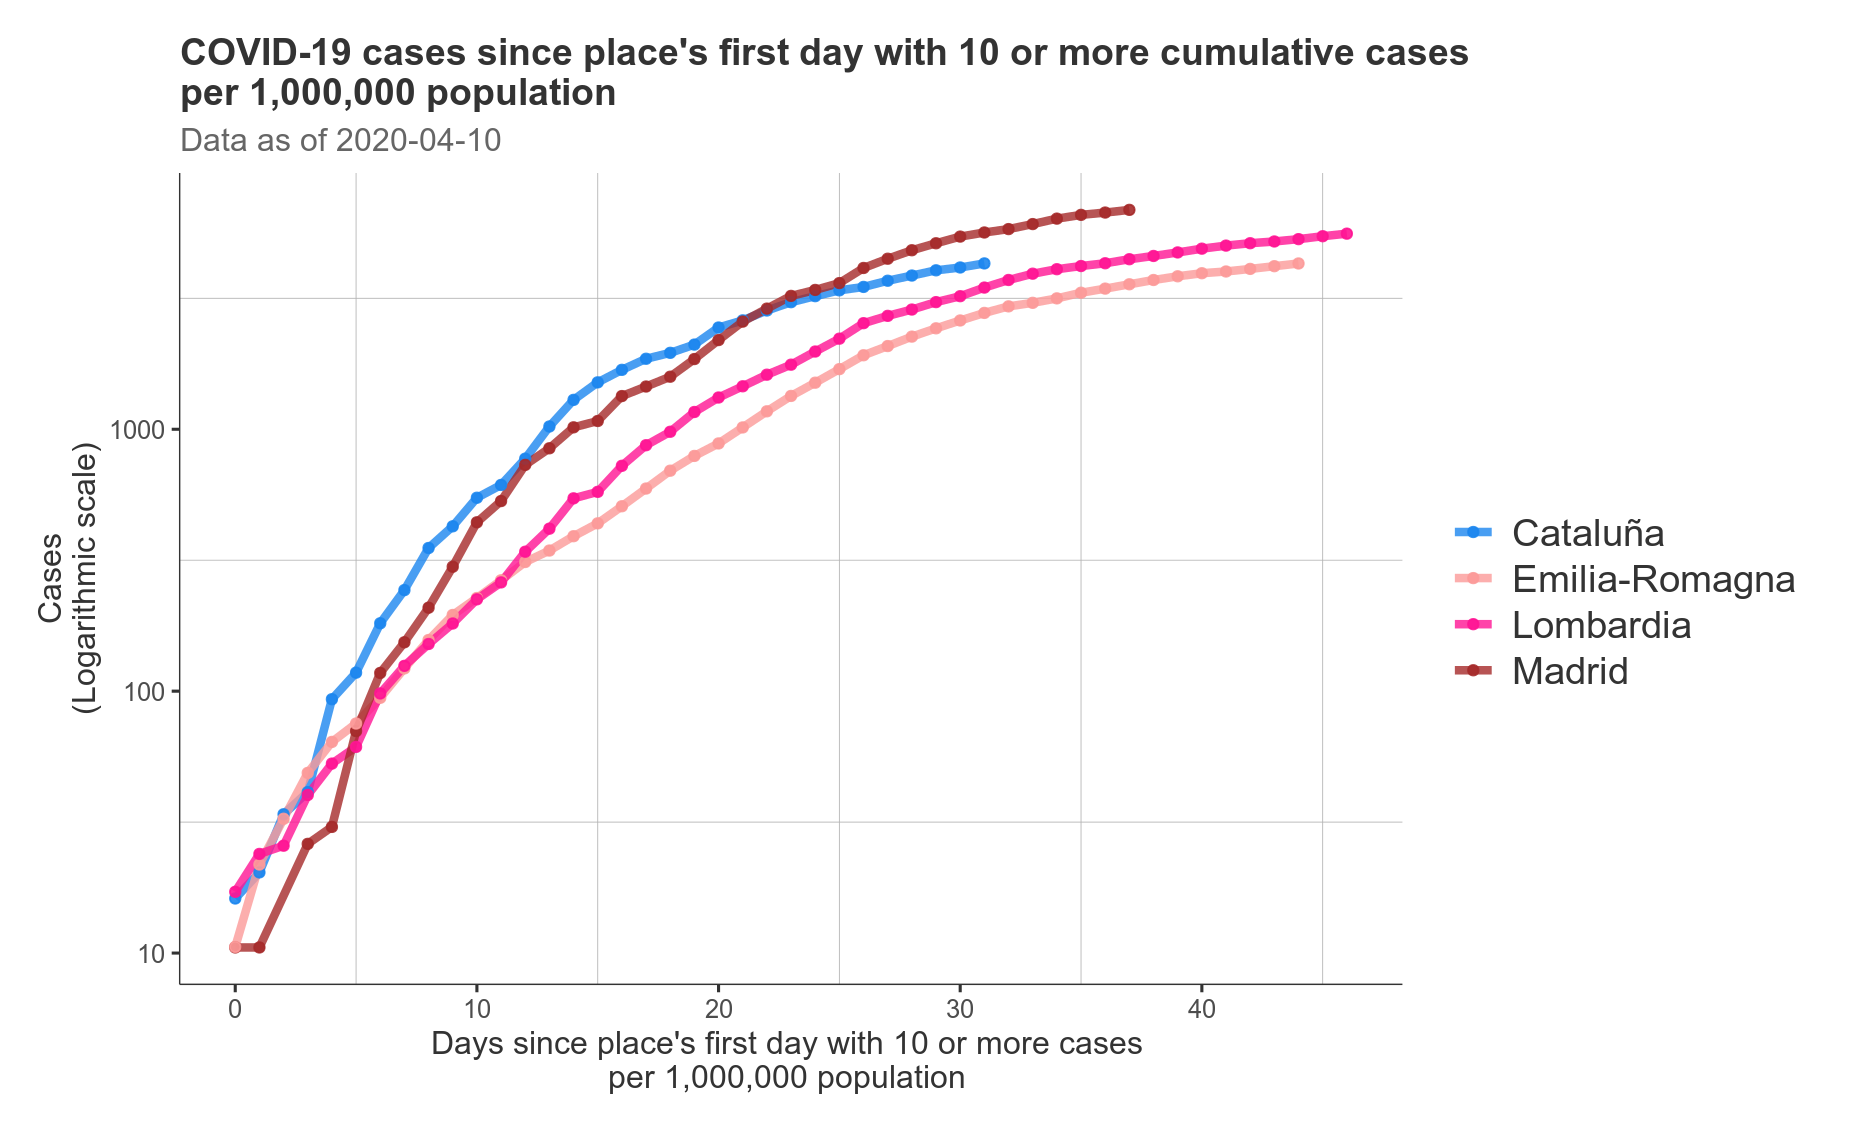 COVID-19 cases since place's first day with 10 or more cumulative cases
per 1,000,000 population
Data as of 2020-04-10
Cases
(Logarithmic scale)
1000
100
10
0
10
20
30
40
Days since place's first day with 10 or more cases
per 1,000,000 population
Cataluña
Emilia-Romagna
Lombardia
Madrid